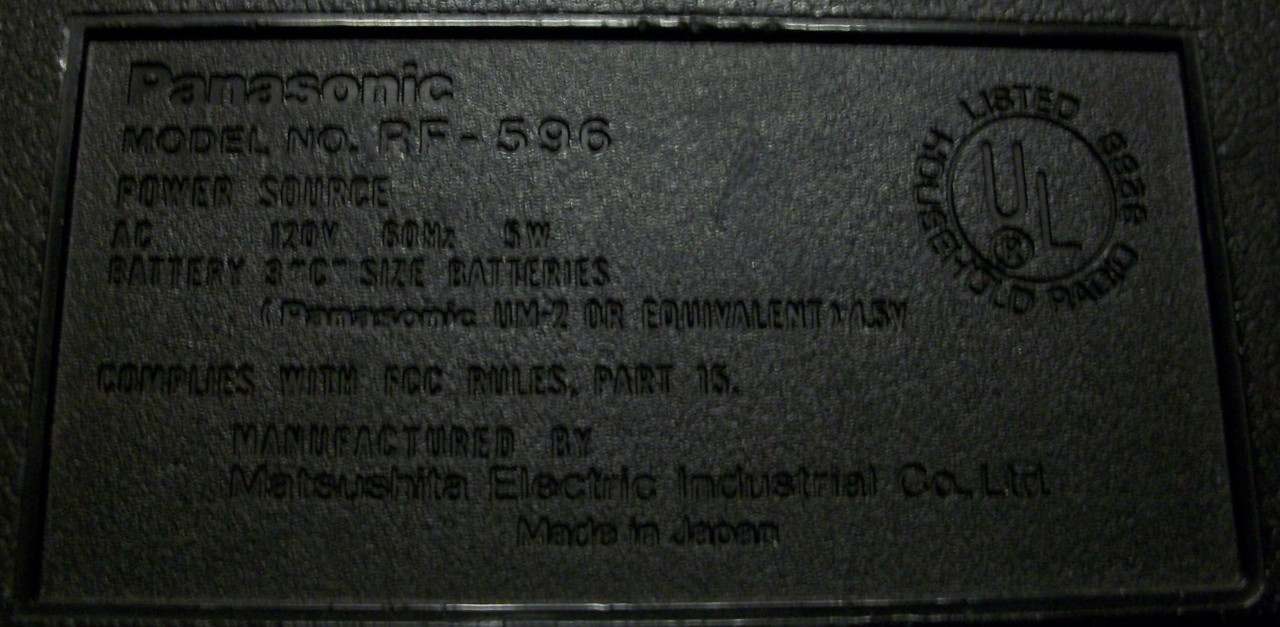 Panasonic
MODEL NO. RF-596
POWER SOURCE
AC 120V 60Hz 5W
BATTERY 3 "C" SIZE BATTERIES
(Panasonic UM-2 OR EQUIVALENT) 4.5V
COMPLIES WITH FCC RULES, PART 15.
MANUFACTURED BY
Matsushita Electric Industrial Co., Ltd.
Made in Japan
LISTED
UL
®
HOUSEHOLD RADIO